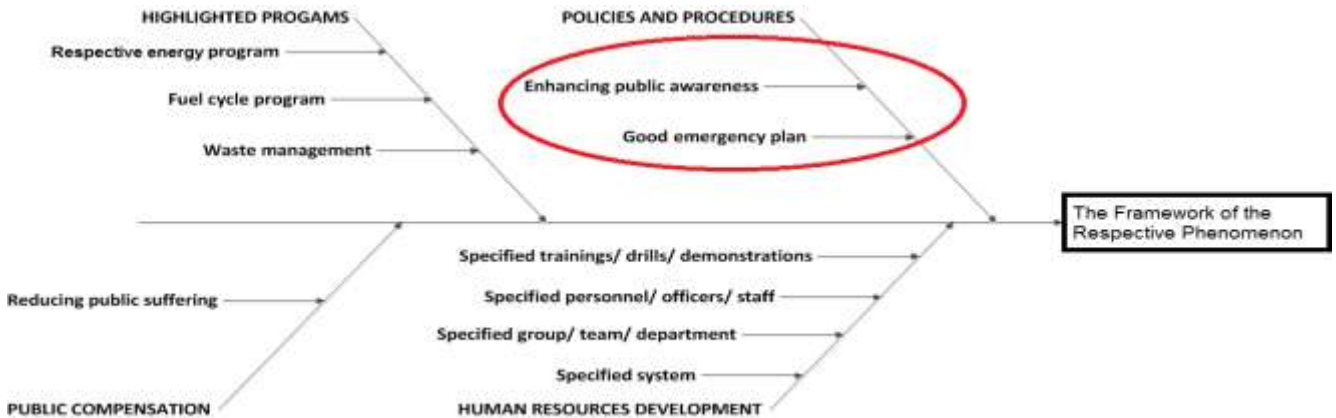 HIGHLIGHTED PROGAMS
Respective energy program
Fuel cycle program
Waste management
POLICIES AND PROCEDURES
Enhancing public awareness
Good emergency plan
The Framework of the
Respective Phenomenon
Reducing public suffering
PUBLIC COMPENSATION
Specified trainings/ drills/ demonstrations
Specified personnel/ officers/ staff
Specified group/ team/ department
Specified system
HUMAN RESOURCES DEVELOPMENT